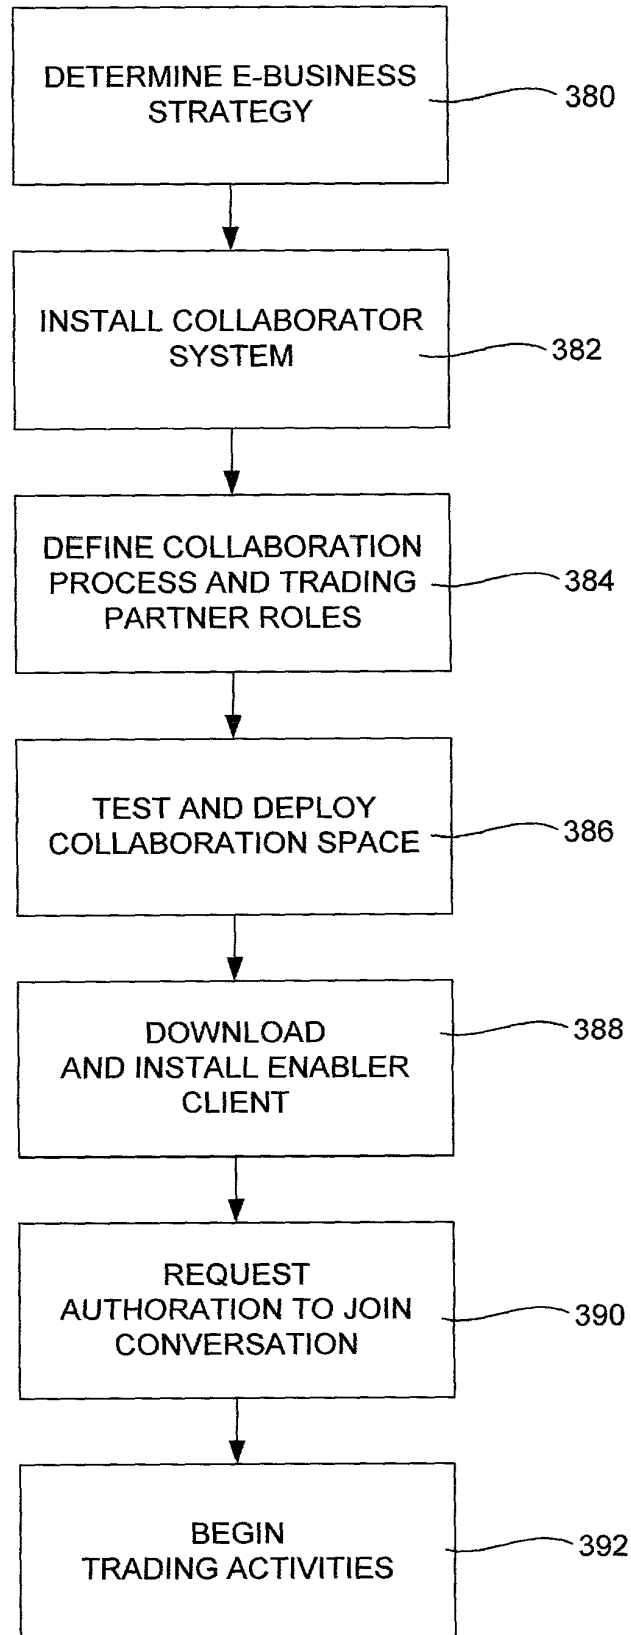 DETERMINE E-BUSINESS
STRATEGY
380
INSTALL COLLABORATOR
SYSTEM
382
DEFINE COLLABORATION
PROCESS AND TRADING
PARTNER ROLES
384
TEST AND DEPLOY
COLLABORATION SPACE
386
DOWNLOAD
AND INSTALL ENABLER
CLIENT
388
REQUEST
AUTHORATION TO JOIN
CONVERSATION
390
BEGIN
TRADING ACTIVITIES
392